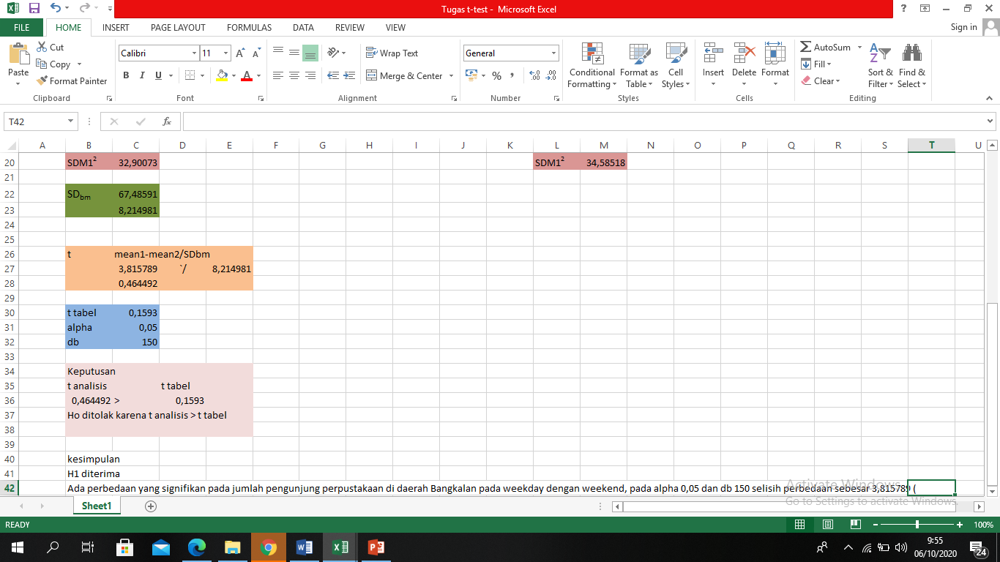 Tugas t-test - Microsoft Excel
?
FILE HOME INSERT PAGE LAYOUT FORMULAS DATA REVIEW VIEW Sign in
Paste
Cut
Copy
Format Painter
Clipboard
Calibri 11 A A
B I U A
Font
Wrap Text
Merge & Center
Alignment
General
% , ,00 ,0
Number
Conditional Formatting
Format as Table
Cell Styles
Styles
Insert Delete Format
Cells
AutoSum
Fill
Clear
Sort & Filter
Find & Select
Editing
T42 fx
A B C D E F G H I J K L M N O P Q R S T U
20 SDM1² 32,90073 SDM1² 34,58518
21
22 SDbm 67,48591
23 8,214981
24
25
26 t mean1-mean2/SDbm
27 3,815789 `/ 8,214981
28 0,464492
29
30 t tabel 0,1593
31 alpha 0,05
32 db 150
33
34 Keputusan
35 t analisis t tabel
36 0,464492 > 0,1593
37 Ho ditolak karena t analisis > t tabel
38
39
40 kesimpulan
41 H1 diterima
42 Ada perbedaan yang signifikan pada jumlah pengunjung perpustakaan di daerah Bangkalan pada weekday dengan weekend, pada alpha 0,05 dan db 150 selisih perbedaan sebesar 3,815789 (
Activate Windows
Go to Settings to activate Windows.
Sheet1
READY 100%
9:55
06/10/2020
24